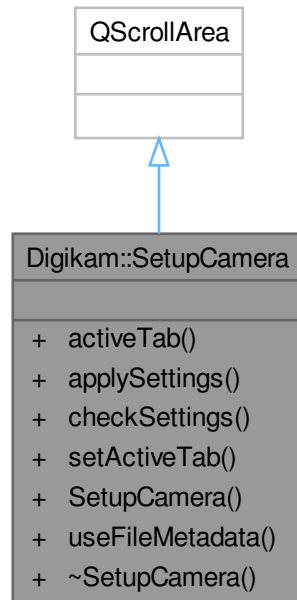 QScrollArea
Digikam::SetupCamera
+ activeTab()
+ applySettings()
+ checkSettings()
+ setActiveTab()
+ SetupCamera()
+ useFileMetadata()
+ ~SetupCamera()